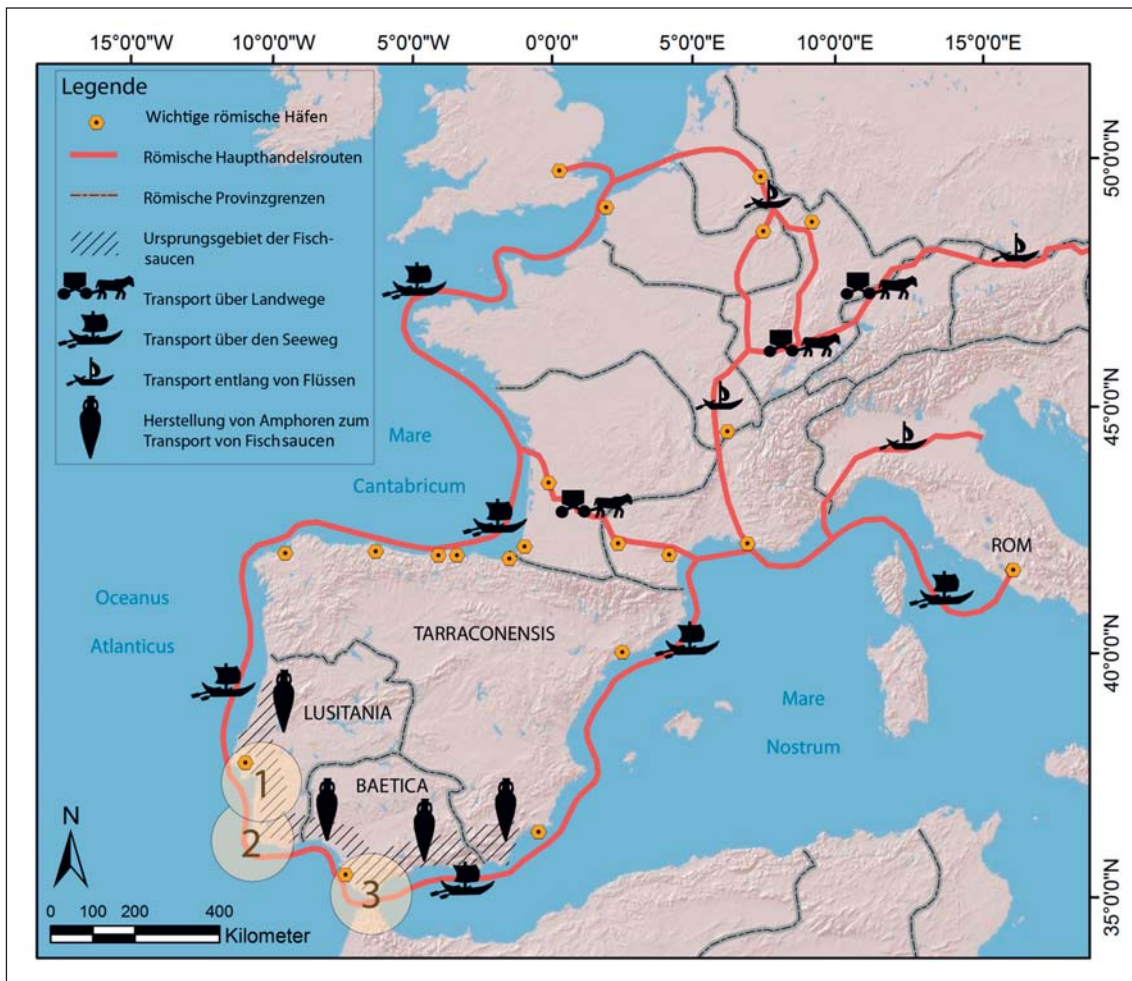 15°0'0"W 10°0'0"W 5°0'0"W 0°0'0" 5°0'0"E 10°0'0"E 15°0'0"E
Legende
Wichtige römische Häfen
Römische Haupthandelsrouten
Römische Provinzgrenzen
Ursprungsgebiet der Fisch-
saucen
Transport über Landwege
Transport über den Seeweg
Transport entlang von Flüssen
Herstellung von Amphoren zum
Transport von Fischsaucen
50°0'0"N
45°0'0"N
40°0'0"N
35°0'0"N
Mare
Cantabricum
Oceanus
Atlanticus
ROM
TARRACONENSIS
Mare
Nostrum
LUSITANIA
BAETICA
1
2
3
N
0 100 200 400
Kilometer